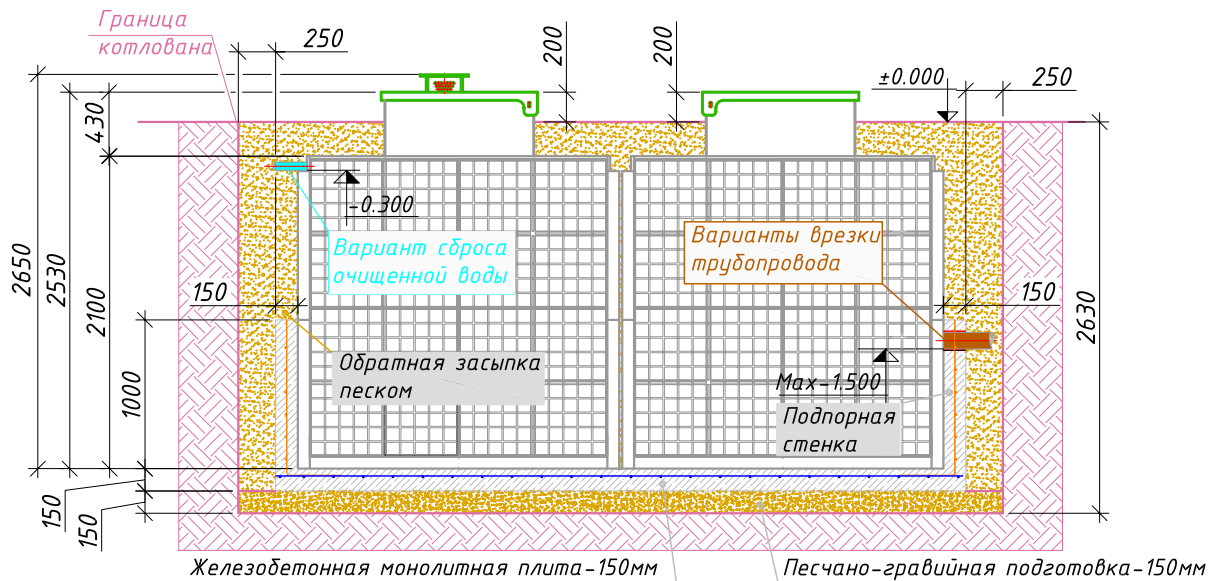 Граница
котлована
250
200
200
±0.000
250
430
2650
2530
2100
-0.300
Вариант сброса
очищенной воды
Варианты врезки
трубопровода
150
150
2630
Обратная засыпка
песком
Max-1.500
1000
Подпорная
стенка
150
150
Железобетонная монолитная плита-150мм
Песчано-гравийная подготовка-150мм